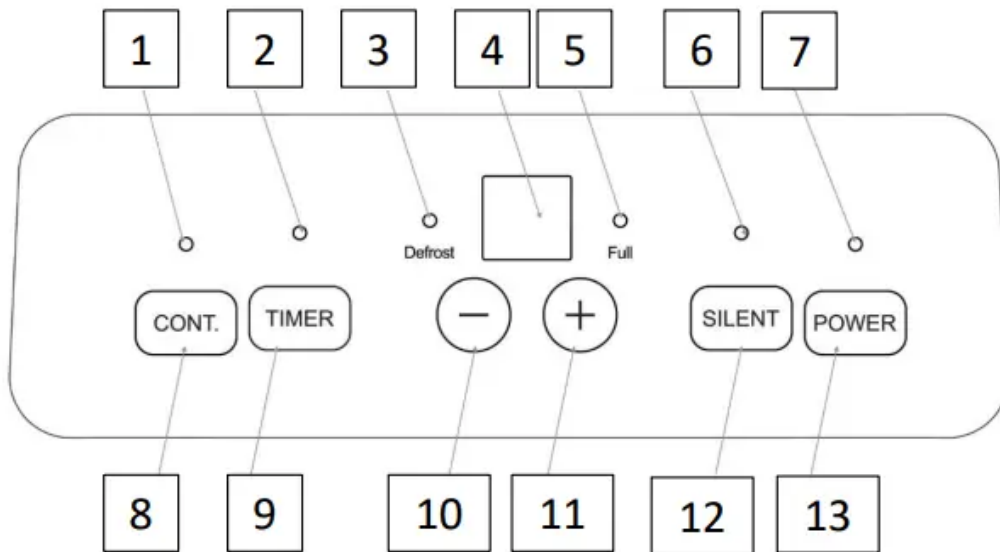 1 2 3 4 5 6 7
Defrost Full
CONT. TIMER − + SILENT POWER
8 9 10 11 12 13